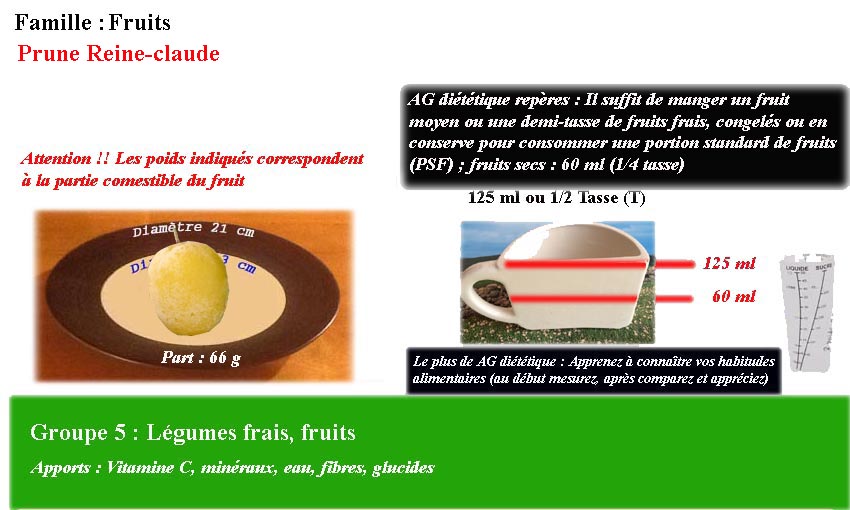 Famille : Fruits
Prune Reine-claude
AG diététique repères : Il suffit de manger un fruit
moyen ou une demi-tasse de fruits frais, congelés ou en
conserve pour consommer une portion standard de fruits
(PSF) ; fruits secs : 60 ml (1/4 tasse)
Attention !! Les poids indiqués correspondent
à la partie comestible du fruit
125 ml ou 1/2 Tasse (T)
Diamètre 21 cm
cm
Part : 66 g
125 ml
60 ml
LIQUIDE SUCRE
Le plus de AG diététique : Apprenez à connaître vos habitudes
alimentaires (au début mesurez, après comparez et appréciez)
Groupe 5 : Légumes frais, fruits
Apports : Vitamine C, minéraux, eau, fibres, glucides